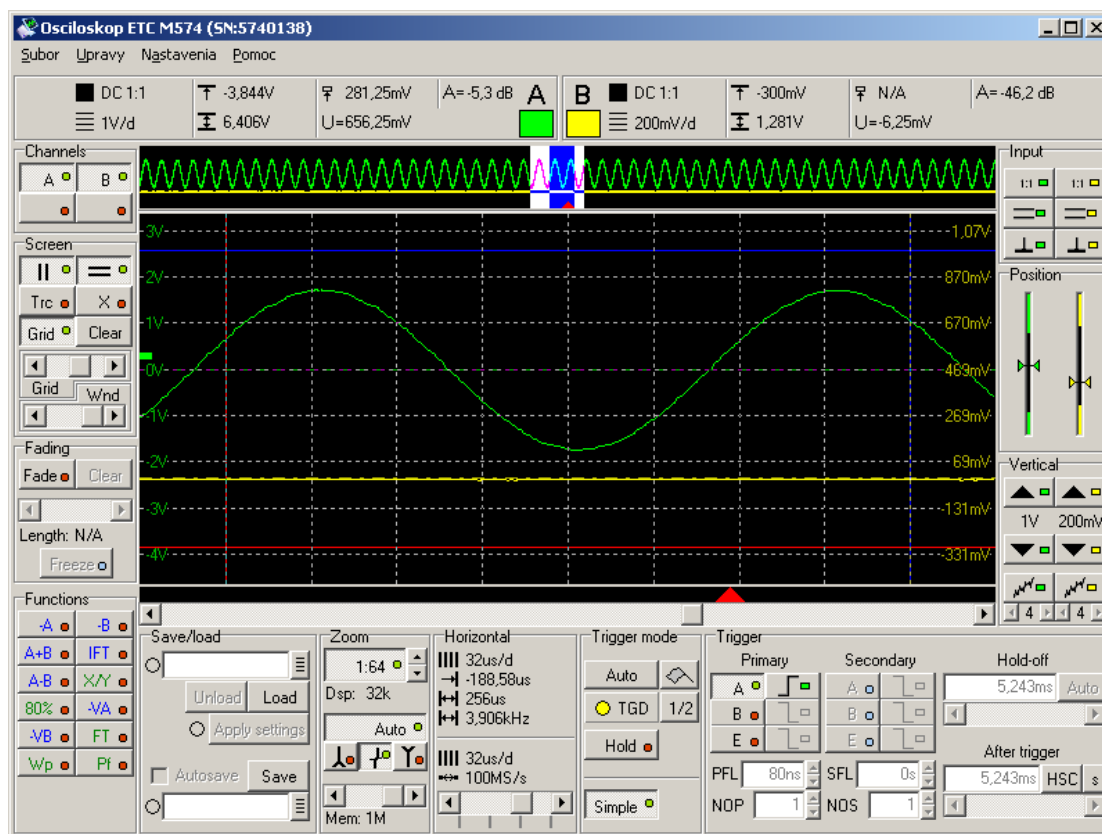 Osciloskop ETC M574 (SN:5740138)
Subor Upravy Nastavenia Pomoc
DC 1:1 -3,844V 281,25mV A=-5,3 dB A B DC 1:1 -300mV N/A A=-46,2 dB
1V/d 6,406V U=656,25mV 200mV/d 1,281V U=-6,25mV
Channels
A B
Screen
Trc X
Grid Clear
Grid Wnd
Fading
Fade Clear
Length: N/A
Freeze
Functions
-A -B
A+B IFT
A-B X/Y
80% -VA
-VB FT
Wp Pf
3V 1,07V
2V 870mV
1V 670mV
0V 469mV
-1V 269mV
-2V 69mV
-3V -131mV
-4V -331mV
Input
1:1 1:1
Position
Vertical
1V 200mV
4 4
Save/load
Unload Load
Apply settings
Autosave Save
Zoom
1:64
Dsp: 32k
Auto
Mem: 1M
Horizontal
32us/d
-188,58us
256us
3,906kHz
32us/d
100MS/s
Trigger mode
Auto
TGD 1/2
Hold
Simple
Trigger
Primary Secondary Hold-off
A A 5,243ms Auto
B B
E E After trigger
PFL 80ns SFL 0s 5,243ms HSC s
NOP 1 NOS 1